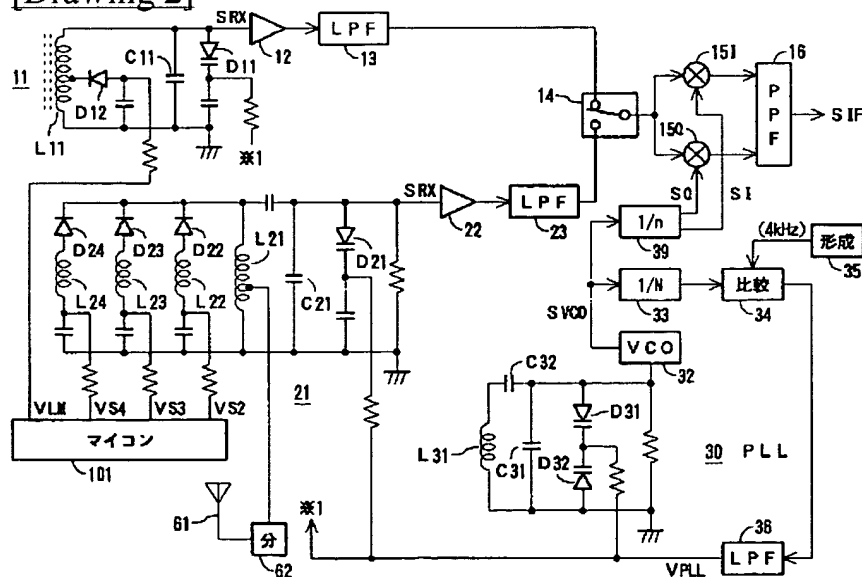 [Drawing 2]
SRX
12
LPF
13
11
L11
D12
C11
D11
※1
14
15I
15Q
16
PPF
SIF
SQ
SI
SRX
22
LPF
23
1/n
39
(4kHz)
形成
35
1/N
33
比較
34
SVCO
VCO
32
D24
D23
D22
L21
L24
L23
L22
C21
D21
21
VLM
VS4
VS3
VS2
マイコン
101
61
分
62
※1
C32
L31
C31
D31
D32
30 PLL
VPLL
LPF
36